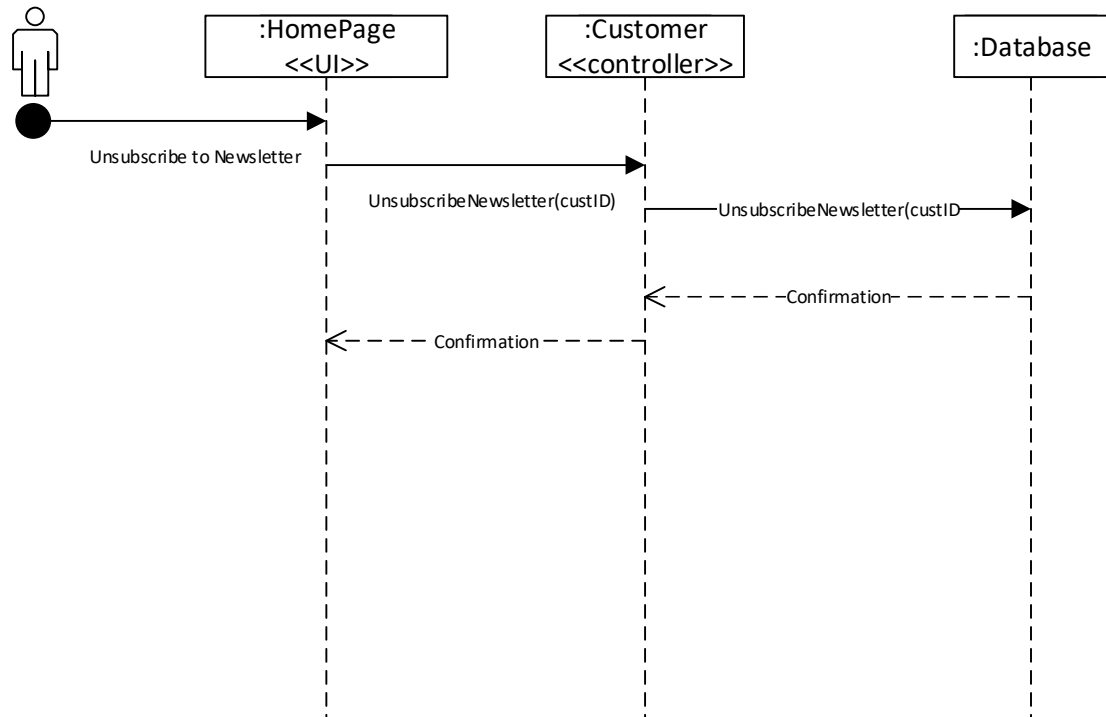 :HomePage
<<UI>>
:Customer
<<controller>>
:Database
Unsubscribe to Newsletter
UnsubscribeNewsletter(custID)
UnsubscribeNewsletter(custID
Confirmation
Confirmation